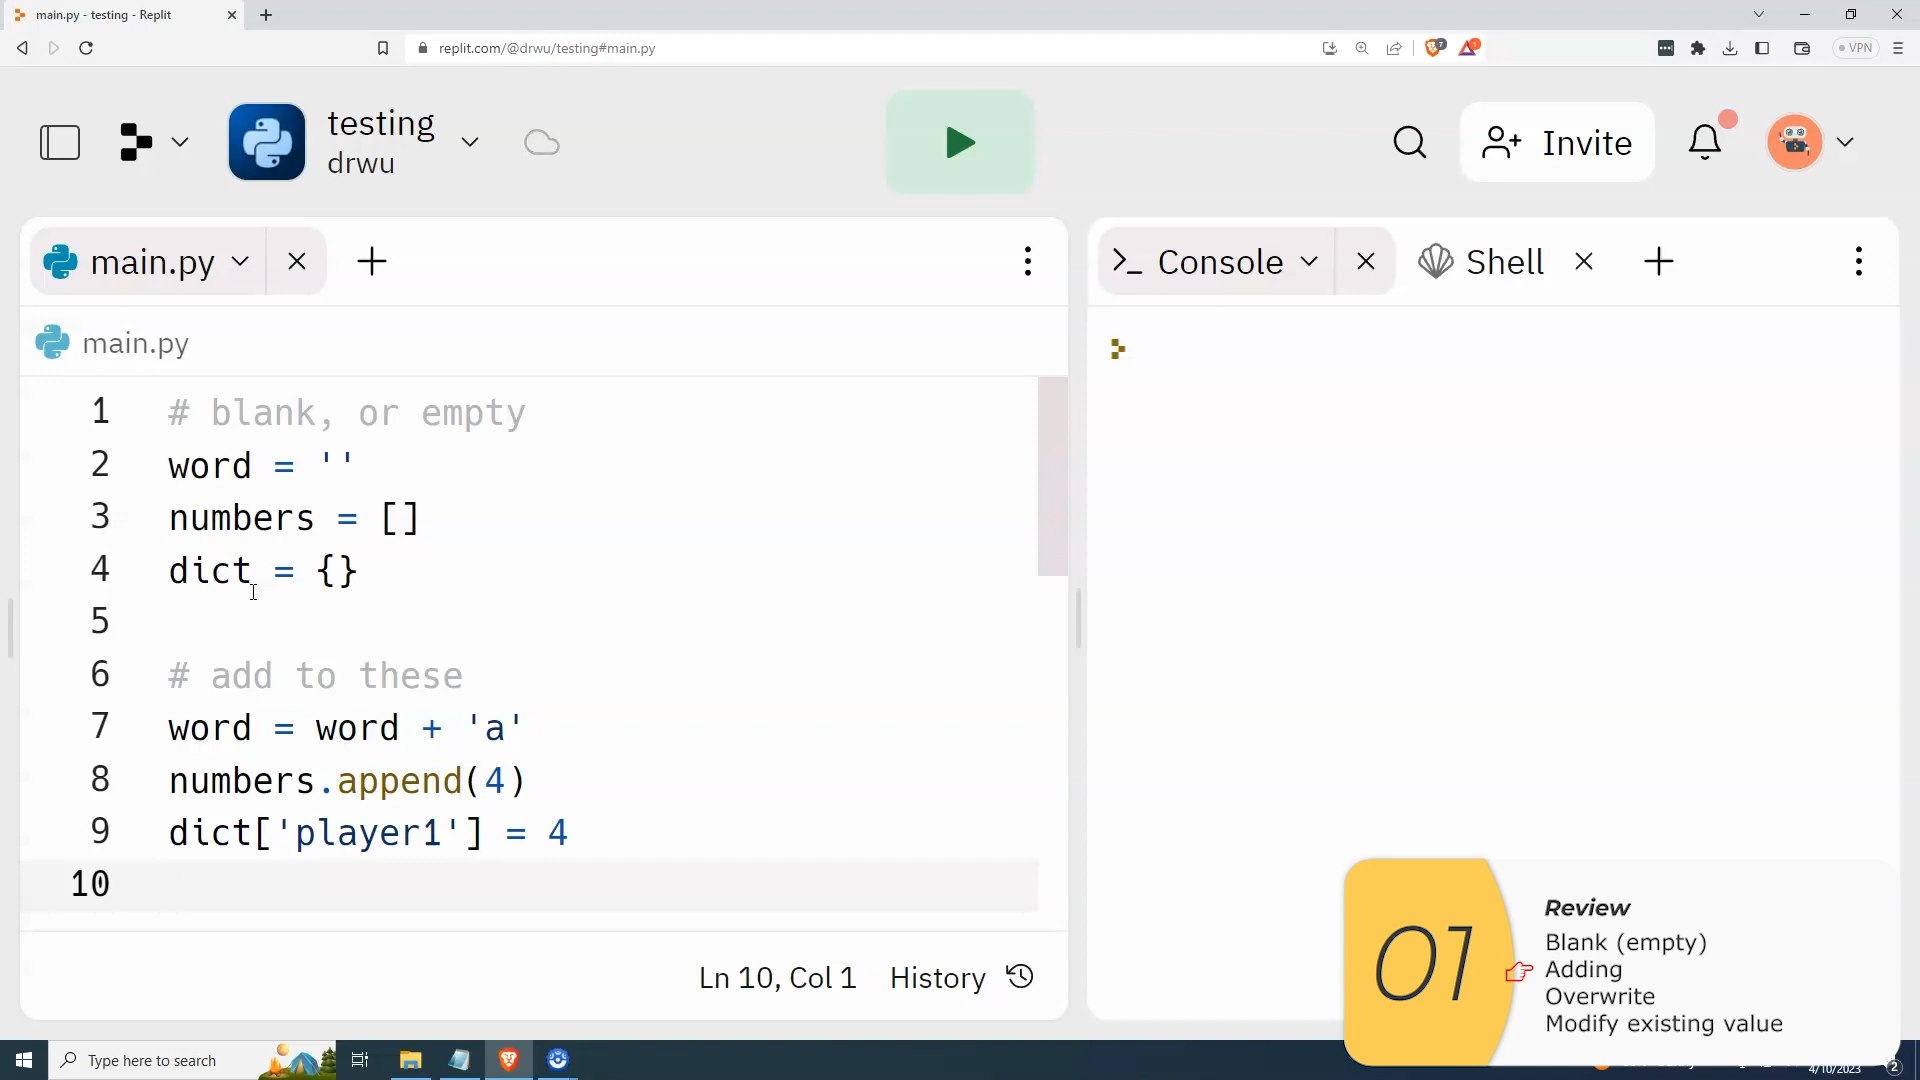 main.py - testing - Replit
replit.com/@drwu/testing#main.py
7
1
VPN
testing
drwu
Invite
main.py
Console
Shell
main.py
1 # blank, or empty
2 word = ''
3 numbers = []
4 dict = {}
5
6 # add to these
7 word = word + 'a'
8 numbers.append(4)
9 dict['player1'] = 4
10
Ln 10, Col 1
History
01
Review
Blank (empty)
Adding
Overwrite
Modify existing value
Type here to search
4/10/2023
2